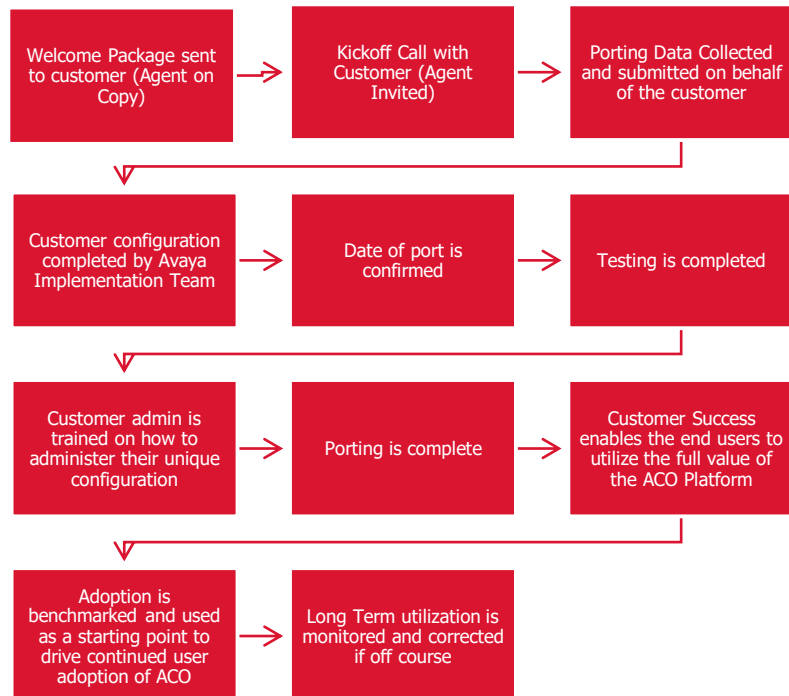 Welcome Package sent
to customer (Agent on
Copy)
Kickoff Call with
Customer (Agent
Invited)
Porting Data Collected
and submitted on behalf
of the customer
Customer configuration
completed by Avaya
Implementation Team
Date of port is
confirmed
Testing is completed
Customer admin is
trained on how to
administer their unique
configuration
Porting is complete
Customer Success
enables the end users to
utilize the full value of
the ACO Platform
Adoption is
benchmarked and used
as a starting point to
drive continued user
adoption of ACO
Long Term utilization is
monitored and corrected
if off course